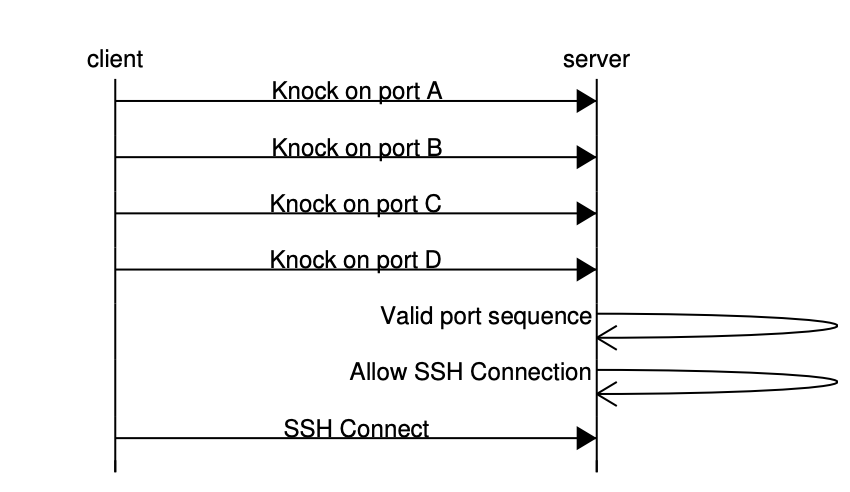 client
server
Knock on port A
Knock on port B
Knock on port C
Knock on port D
Valid port sequence
Allow SSH Connection
SSH Connect